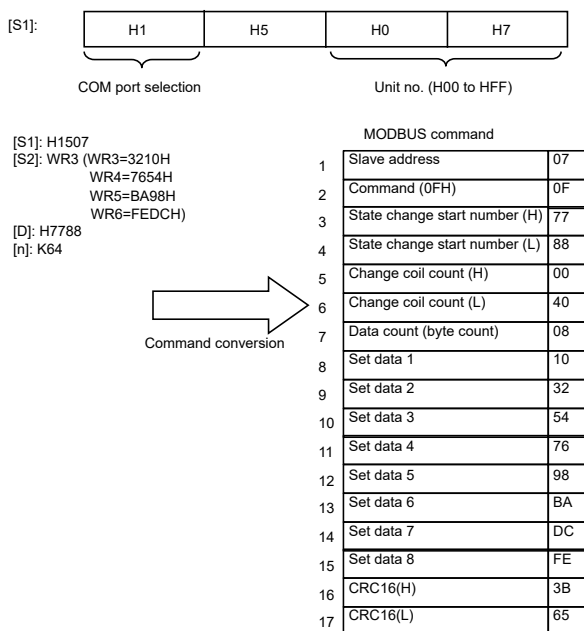 [S1]: H1 H5 H0 H7
COM port selection Unit no. (H00 to HFF)
[S1]: H1507
[S2]: WR3 (WR3=3210H
WR4=7654H
WR5=BA98H
WR6=FEDCH)
[D]: H7788
[n]: K64
Command conversion
MODBUS command
1 Slave address 07
2 Command (0FH) 0F
3 State change start number (H) 77
4 State change start number (L) 88
5 Change coil count (H) 00
6 Change coil count (L) 40
7 Data count (byte count) 08
8 Set data 1 10
9 Set data 2 32
10 Set data 3 54
11 Set data 4 76
12 Set data 5 98
13 Set data 6 BA
14 Set data 7 DC
15 Set data 8 FE
16 CRC16(H) 3B
17 CRC16(L) 65